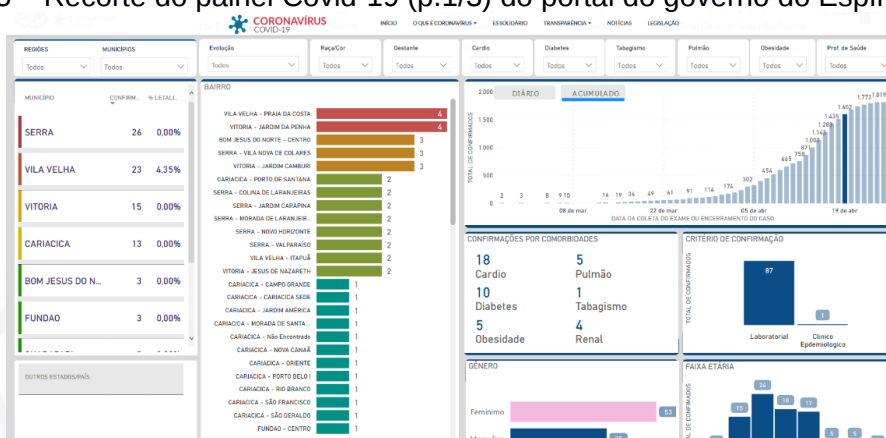 Recorte do painel Covid-19 (p.1/3) do portal do governo do Espír
CORONAVÍRUS
COVID-19
INÍCIO O QUE É CORONAVÍRUS ES SOLIDÁRIO TRANSPARÊNCIA NOTÍCIAS LEGISLAÇÃO
REGIÕES MUNICIPIOS Evolução Raça/Cor Gestante Cardio Diabetes Tabagismo Pulmão Obesidade Prof. de Saúde
Todos Todos Todos Todos Todos Todos Todos Todos Todos Todos Todos
MUNICÍPIO CONFIRM.. % LETALI..
SERRA 26 0.00%
VILA VELHA 23 4,35%
VITORIA 15 0.00%
CARIACICA 13 0.00%
BOM JESUS DO N... 3 0.00%
FUNDAO 3 0.00%
OUTROS ESTADOS/PAÍS
BAIRRO
VILA VELHA - PRAIA DA COSTA 4
VITORIA - JARDIM DA PENHA 4
BOM JESUS DO NORTE - CENTRO 3
SERRA - VILA NOVA DE COLARES 3
VITORIA - JARDIM CAMBURI 3
CARIACICA - PORTO DE SANTANA 2
SERRA - COLINA DE LARANJEIRAS 2
SERRA - JARDIM CARAPINA 2
SERRA - MORADA DE LARANJEIR... 2
SERRA - NOVO HORIZONTE 2
SERRA - VALPARAÍSO 2
VILA VELHA - ITAPUÃ 2
VITORIA - JESUS DE NAZARETH 2
CARIACICA - CAMPO GRANDE 1
CARIACICA - CARIACICA SEDE 1
CARIACICA - JARDIM AMÉRICA 1
CARIACICA - MORADA DE SANTA ... 1
CARIACICA - Não Encontrado 1
CARIACICA - NOVA CANAÃ 1
CARIACICA - ORIENTE 1
CARIACICA - PORTO BELO I 1
CARIACICA - RIO BRANCO 1
CARIACICA - SÃO FRANCISCO 1
CARIACICA - SÃO GERALDO 1
FUNDAO - CENTRO 1
DIÁRIO ACUMULADO
TOTAL DE CONFIRMADOS
2.000
1.500
1.000
500
0
2 3 8 9 10 14 19 34 49 61 91 114 176 302 454 665 758 871 1.003 1.143 1.288 1.435 1.602 1.773 1.819
08 de mar 22 de mar 05 de abr 19 de abr
DATA DA COLETA DO EXAME OU ENCERRAMENTO DO CASO
CONFIRMAÇÕES POR COMORBIDADES
18 5
Cardio Pulmão
10 1
Diabetes Tabagismo
5 4
Obesidade Renal
CRITÉRIO DE CONFIRMAÇÃO
TOTAL DE CONFIRMADOS
87 1
Laboratorial Clinico
Epdemiologico
GÊNERO
Feminimo 53
FAIXA ETÁRIA
15 24 18 17 5 5